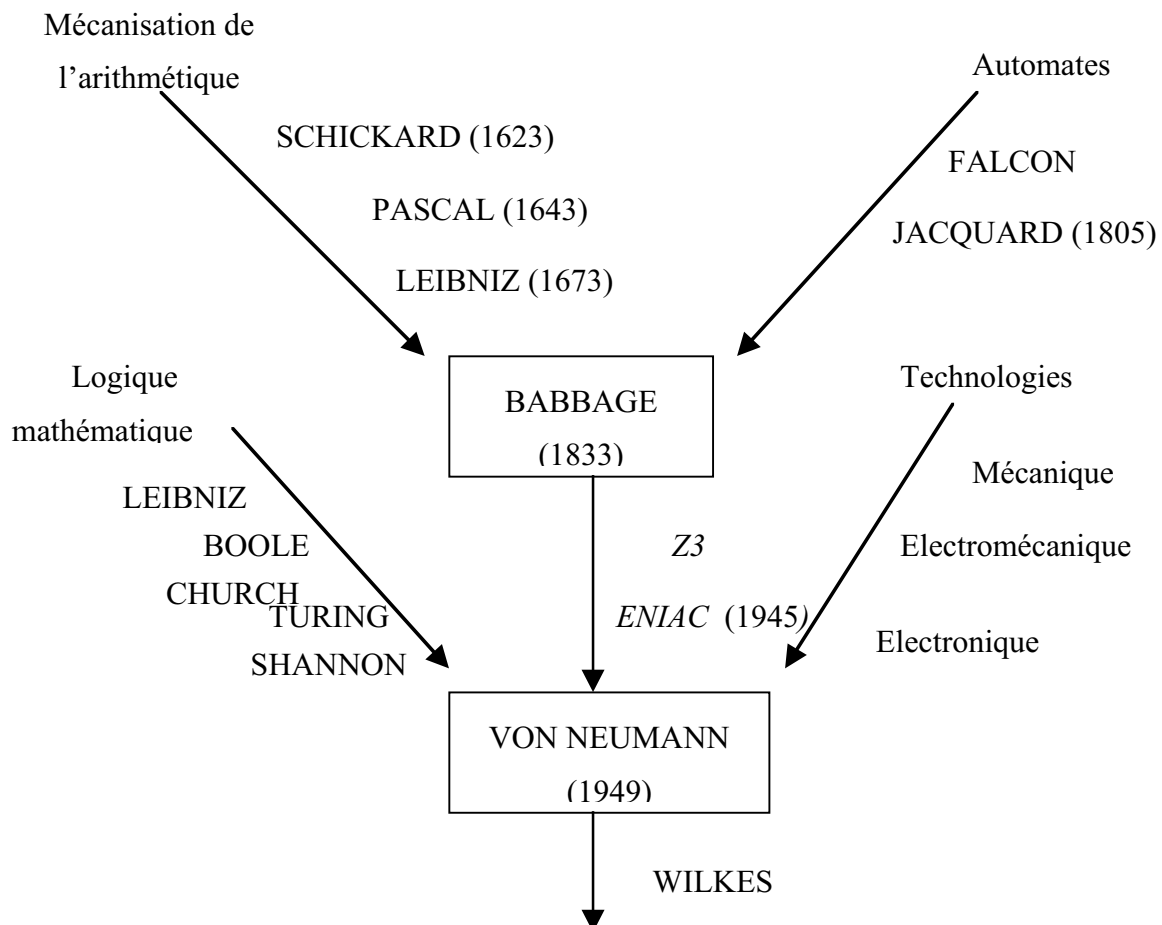 Mécanisation de
l’arithmétique
Automates
SCHICKARD (1623)
FALCON
PASCAL (1643)
JACQUARD (1805)
LEIBNIZ (1673)
Logique
mathématique
BABBAGE
(1833)
Technologies
Mécanique
LEIBNIZ
BOOLE
Z3
Electromécanique
CHURCH
TURING
ENIAC (1945)
Electronique
SHANNON
VON NEUMANN
(1949)
WILKES